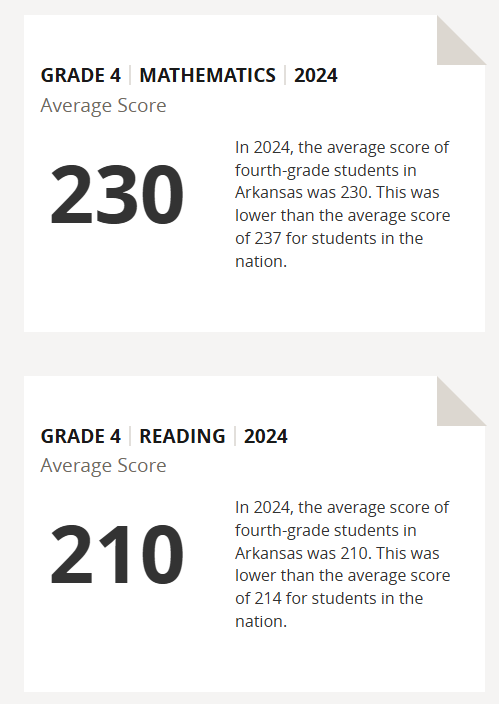 GRADE 4 | MATHEMATICS | 2024
Average Score
230
In 2024, the average score of
fourth-grade students in
Arkansas was 230. This was
lower than the average score
of 237 for students in the
nation.
GRADE 4 | READING | 2024
Average Score
210
In 2024, the average score of
fourth-grade students in
Arkansas was 210. This was
lower than the average score
of 214 for students in the
nation.